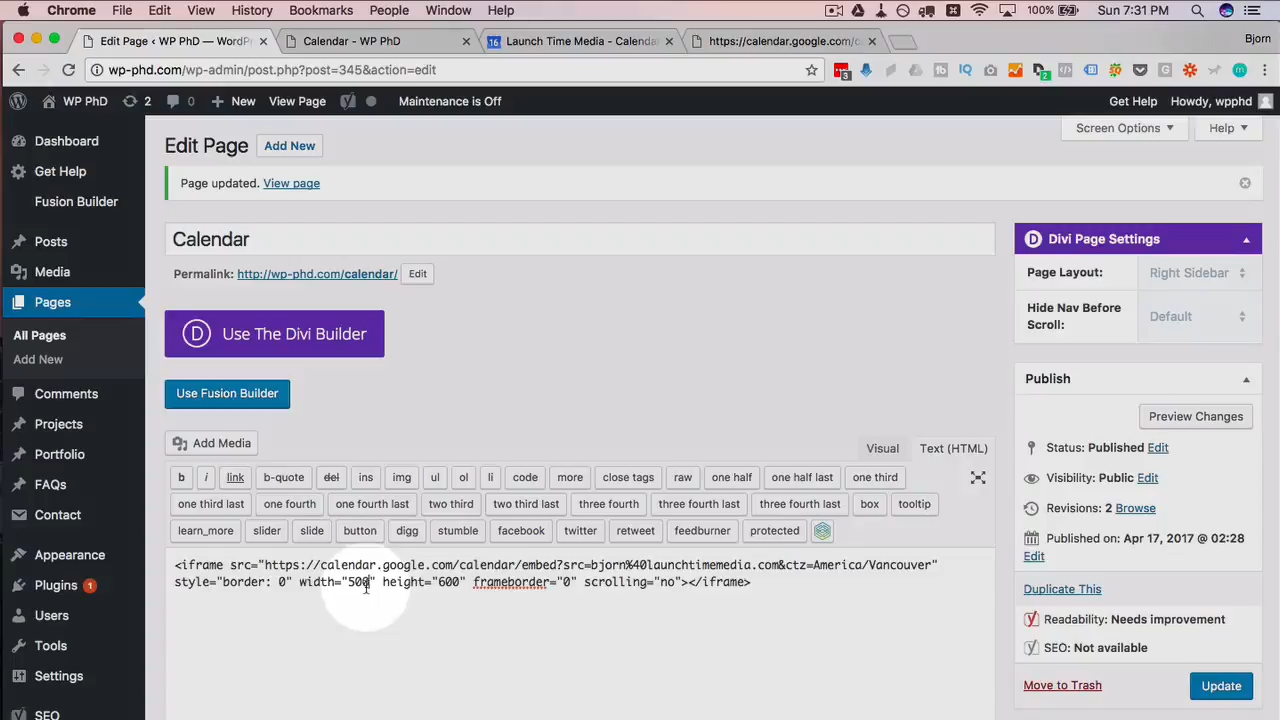 Chrome File Edit View History Bookmarks People Window Help 100% Sun 7:31 PM
Edit Page ‹ WP PhD — WordPr
Calendar - WP PhD
16 Launch Time Media - Calenda
https://calendar.google.com/c
Bjorn
wp-phd.com/wp-admin/post.php?post=345&action=edit
3
2
WP PhD 2 0 New View Page Maintenance is Off Get Help Howdy, wpphd
Dashboard
Get Help
Fusion Builder
Posts
Media
Pages
All Pages
Add New
Comments
Projects
Portfolio
FAQs
Contact
Appearance
Plugins 1
Users
Tools
Settings
SEO
Screen Options Help
Edit Page Add New
Page updated. View page
Calendar
Permalink: http://wp-phd.com/calendar/ Edit
D Use The Divi Builder
Use Fusion Builder
Add Media
Visual Text (HTML)
b i link b-quote del ins img ul ol li code more close tags raw one half one half last one third
one third last one fourth one fourth last two third two third last three fourth three fourth last three fourth last box tooltip
learn_more slider slide button digg stumble facebook twitter retweet feedburner protected
<iframe src="https://calendar.google.com/calendar/embed?src=bjorn%40launchtimemedia.com&ctz=America/Vancouver"
style="border: 0" width="500" height="600" frameborder="0" scrolling="no"></iframe>
D Divi Page Settings
Page Layout: Right Sidebar
Hide Nav Before
Scroll:
Default
Publish
Preview Changes
Status: Published Edit
Visibility: Public Edit
Revisions: 2 Browse
Published on: Apr 17, 2017 @ 02:28
Edit
Duplicate This
Readability: Needs improvement
SEO: Not available
Move to Trash Update